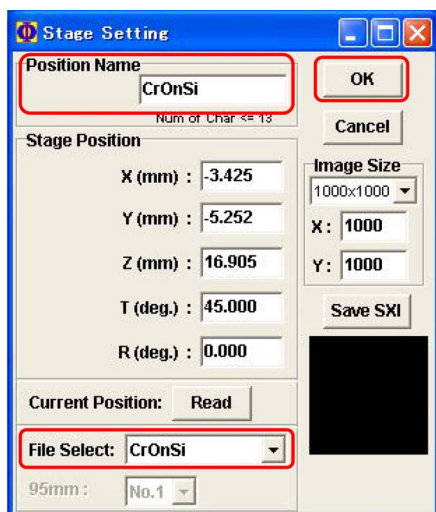 Stage Setting
Position Name
CrOnSi
Num of Char <= 13
OK
Cancel
Stage Position
X (mm) : -3.425
Y (mm) : -5.252
Z (mm) : 16.905
T (deg.) : 45.000
R (deg.) : 0.000
Image Size
1000x1000
X: 1000
Y: 1000
Save SXI
Current Position: Read
File Select: CrOnSi
95mm: No.1